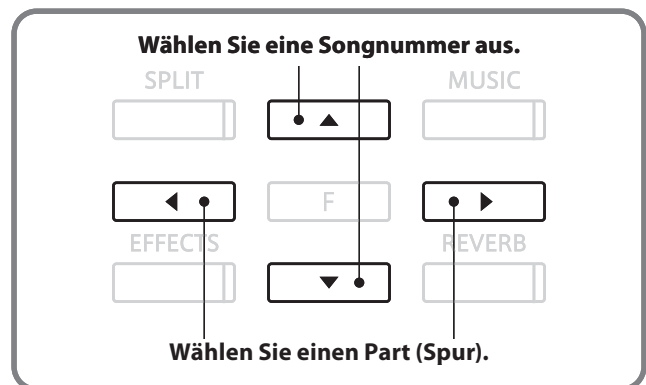 Wählen Sie eine Songnummer aus.
SPLIT
MUSIC
F
EFFECTS
REVERB
Wählen Sie einen Part (Spur).